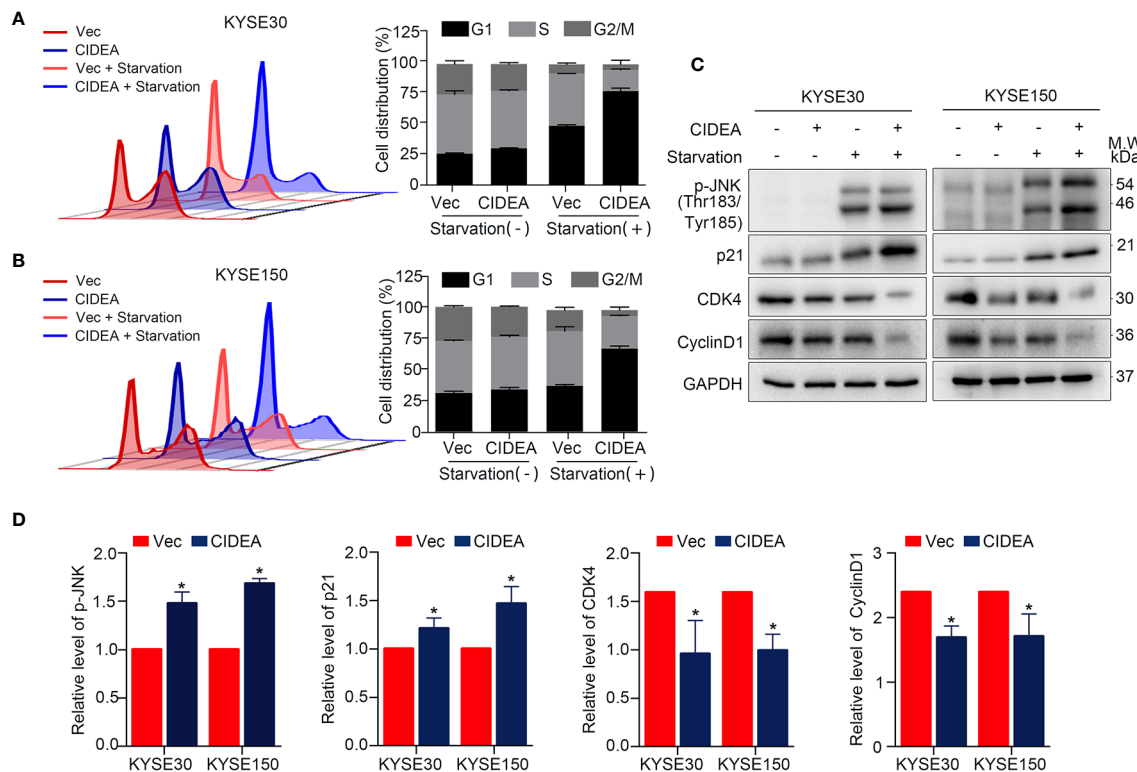 A
KYSE30
Vec
CIDEA
Vec + Starvation
CIDEA + Starvation
G1 S G2/M
Cell distribution (%)
125
100
75
50
25
0
Vec CIDEA Vec CIDEA
Starvation(-) Starvation(+)
B
KYSE150
Vec
CIDEA
Vec + Starvation
CIDEA + Starvation
G1 S G2/M
Cell distribution (%)
125
100
75
50
25
0
Vec CIDEA Vec CIDEA
Starvation(-) Starvation(+)
C
KYSE30 KYSE150
CIDEA - + - + - + - +
Starvation - - + + - - + +
M.W
kDa
p-JNK
(Thr183/
Tyr185)
54
46
p21 21
CDK4 30
CyclinD1 36
GAPDH 37
D
Vec CIDEA
Relative level of p-JNK
2.0
1.5
1.0
0.5
0.0
* *
KYSE30 KYSE150
Vec CIDEA
Relative level of p21
2.0
1.5
1.0
0.5
0.0
* *
KYSE30 KYSE150
Vec CIDEA
Relative level of CDK4
2.0
1.5
1.0
0.5
0.0
* *
KYSE30 KYSE150
Vec CIDEA
Relative level of CyclinD1
3
2
1
0
* *
KYSE30 KYSE150